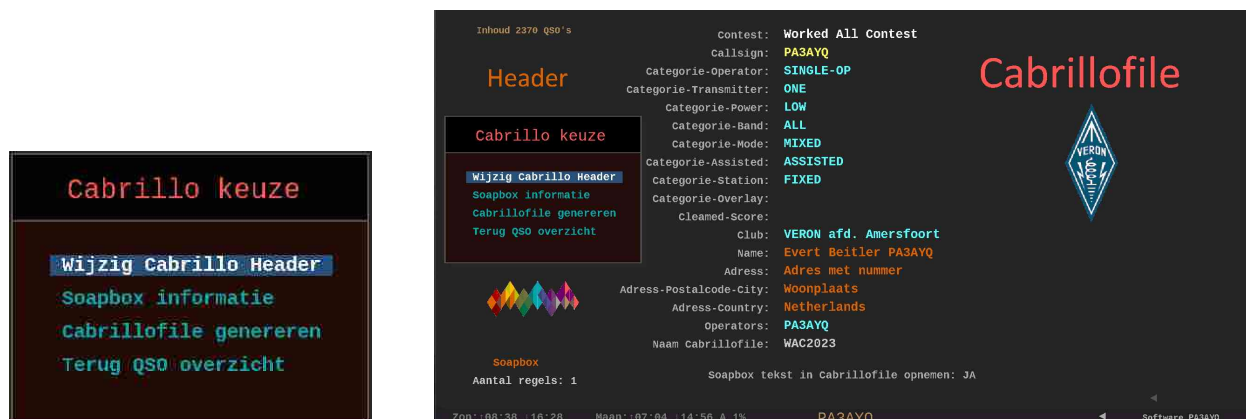 Cabrillo keuze
Wijzig Cabrillo Header
Soapbox informatie
Cabrillofile genereren
Terug QSO overzicht
Inhoud 2370 QSO's
Header
Cabrillofile
Contest: Worked All Contest
Callsign: PA3AYQ
Categorie-Operator: SINGLE-OP
Categorie-Transmitter: ONE
Categorie-Power: LOW
Categorie-Band: ALL
Categorie-Mode: MIXED
Categorie-Assisted: ASSISTED
Categorie-Station: FIXED
Categorie-Overlay:
Cleamed-Score:
Club: VERON afd. Amersfoort
Name: Evert Beitler PA3AYQ
Adress: Adres met nummer
Adress-Postalcode-City: Woonplaats
Adress-Country: Netherlands
Operators: PA3AYQ
Naam Cabrillofile: WAC2023
Cabrillo keuze
Wijzig Cabrillo Header
Soapbox informatie
Cabrillofile genereren
Terug QSO overzicht
VERON
Soapbox
Aantal regels: 1
Soapbox tekst in Cabrillofile opnemen: JA
PA3AYQ
Software PA3AYQ